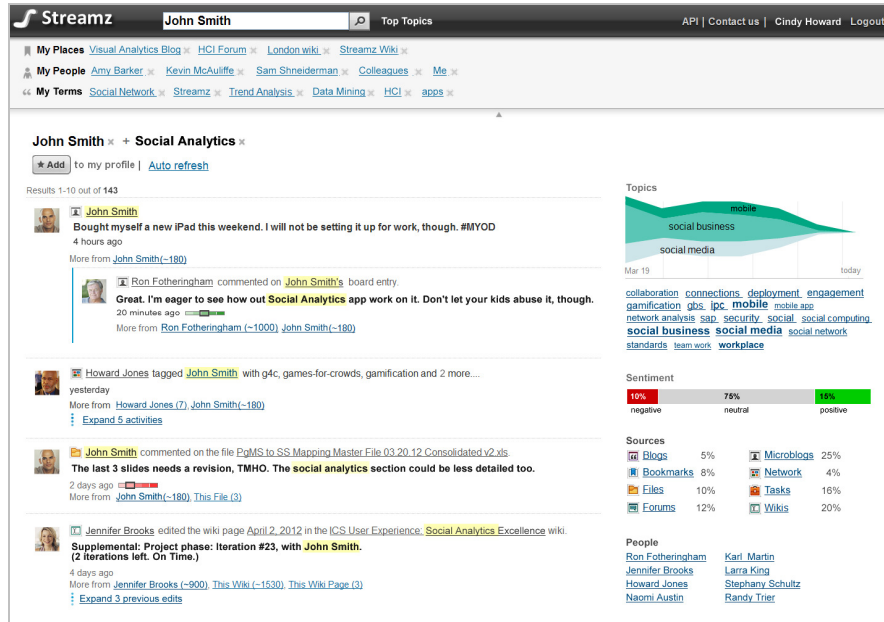 Streamz John Smith Top Topics API | Contact us | Cindy Howard Logout
My Places Visual Analytics Blog × HCI Forum × London wiki × Streamz Wiki ×
My People Amy Barker × Kevin McAuliffe × Sam Shneiderman × Colleagues × Me ×
My Terms Social Network × Streamz × Trend Analysis × Data Mining × HCI × apps ×
John Smith × + Social Analytics ×
Add to my profile | Auto refresh
Results 1-10 out of 143
John Smith
Bought myself a new iPad this weekend. I will not be setting it up for work, though. #MYOD
4 hours ago
More from John Smith(~180)
Ron Fotheringham commented on John Smith's board entry.
Great. I'm eager to see how out Social Analytics app work on it. Don't let your kids abuse it, though.
20 minutes ago
More from Ron Fotheringham (~1000) John Smith(~180)
Howard Jones tagged John Smith with g4c, games-for-crowds, gamification and 2 more....
yesterday
More from Howard Jones (7), John Smith(~180)
Expand 5 activities
John Smith commented on the file PgMS to SS Mapping Master File 03.20.12 Consolidated v2.xls.
The last 3 slides needs a revision, TMHO. The social analytics section could be less detailed too.
2 days ago
More from John Smith(~180), This File (3)
Jennifer Brooks edited the wiki page April 2, 2012 in the ICS User Experience: Social Analytics Excellence wiki.
Supplemental: Project phase: Iteration #23, with John Smith.
(2 iterations left. On Time.)
4 days ago
More from Jennifer Brooks (~900), This Wiki (~1530), This Wiki Page (3)
Expand 3 previous edits
Topics
mobile
social business
social media
Mar 19 today
collaboration connections deployment engagement
gamification gbs ipc mobile mobile app
network analysis sap security social social computing
social business social media social network
standards team work workplace
Sentiment
10% 75% 15%
negative neutral positive
Sources
Blogs 5% Microblogs 25%
Bookmarks 8% Network 4%
Files 10% Tasks 16%
Forums 12% Wikis 20%
People
Ron Fotheringham Karl Martin
Jennifer Brooks Larra King
Howard Jones Stephany Schultz
Naomi Austin Randy Trier